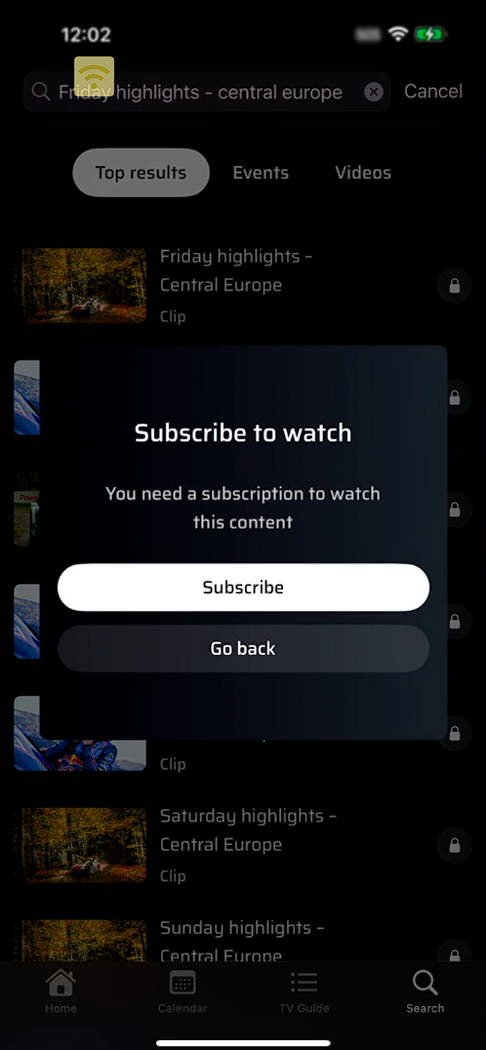 12:02
Friday highlights - central europe
Cancel
Top results
Events
Videos
Friday highlights –
Central Europe
Clip
Subscribe to watch
You need a subscription to watch
this content
Subscribe
Go back
Clip
Saturday highlights –
Central Europe
Clip
Sunday highlights –
Central Europe
Home
Calendar
TV Guide
Search